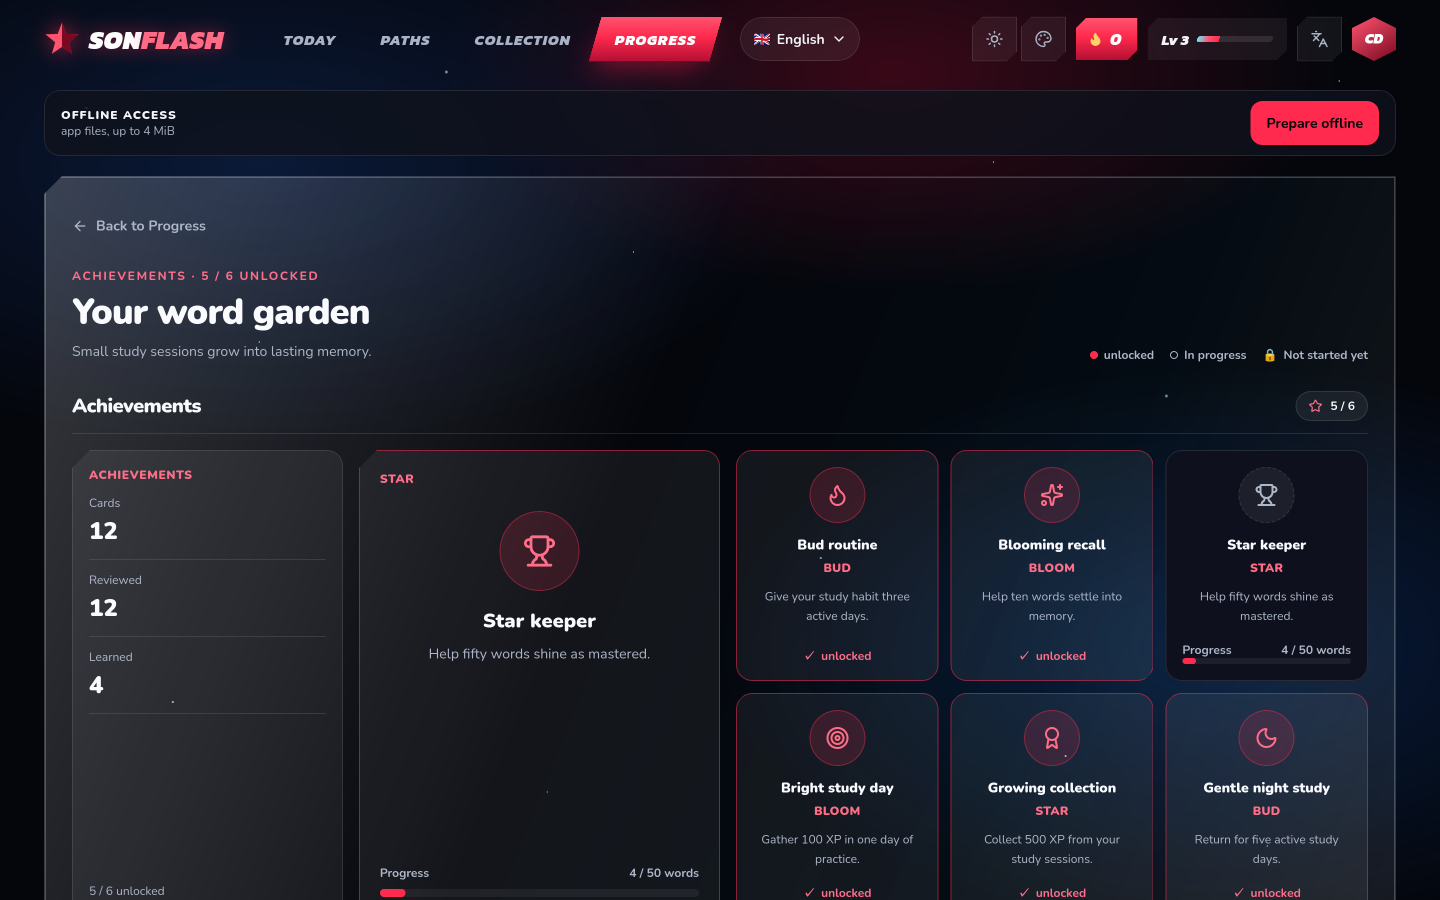 SONFLASH
TODAY
PATHS
COLLECTION
PROGRESS
🇬🇧 English
0
Lv 3
CD
OFFLINE ACCESS
app files, up to 4 MiB
Prepare offline
← Back to Progress
ACHIEVEMENTS · 5 / 6 UNLOCKED
Your word garden
Small study sessions grow into lasting memory.
unlocked
In progress
Not started yet
Achievements
5 / 6
ACHIEVEMENTS
Cards
12
Reviewed
12
Learned
4
5 / 6 unlocked
STAR
Star keeper
Help fifty words shine as mastered.
Progress 4 / 50 words
Bud routine
BUD
Give your study habit three
active days.
✓ unlocked
Blooming recall
BLOOM
Help ten words settle into
memory.
✓ unlocked
Star keeper
STAR
Help fifty words shine as
mastered.
Progress 4 / 50 words
Bright study day
BLOOM
Gather 100 XP in one day of
practice.
✓ unlocked
Growing collection
STAR
Collect 500 XP from your
study sessions.
✓ unlocked
Gentle night study
BUD
Return for five active study
days.
✓ unlocked